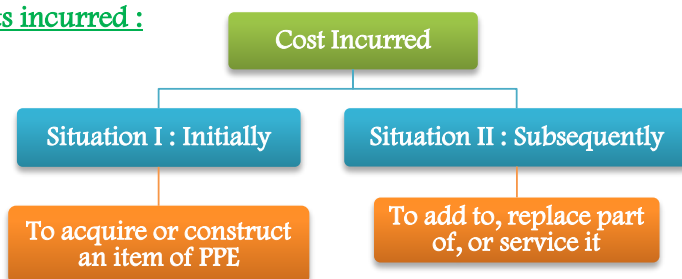 incurred :
Cost Incurred
Situation I : Initially
Situation II : Subsequently
To acquire or construct
an item of PPE
To add to, replace part
of, or service it